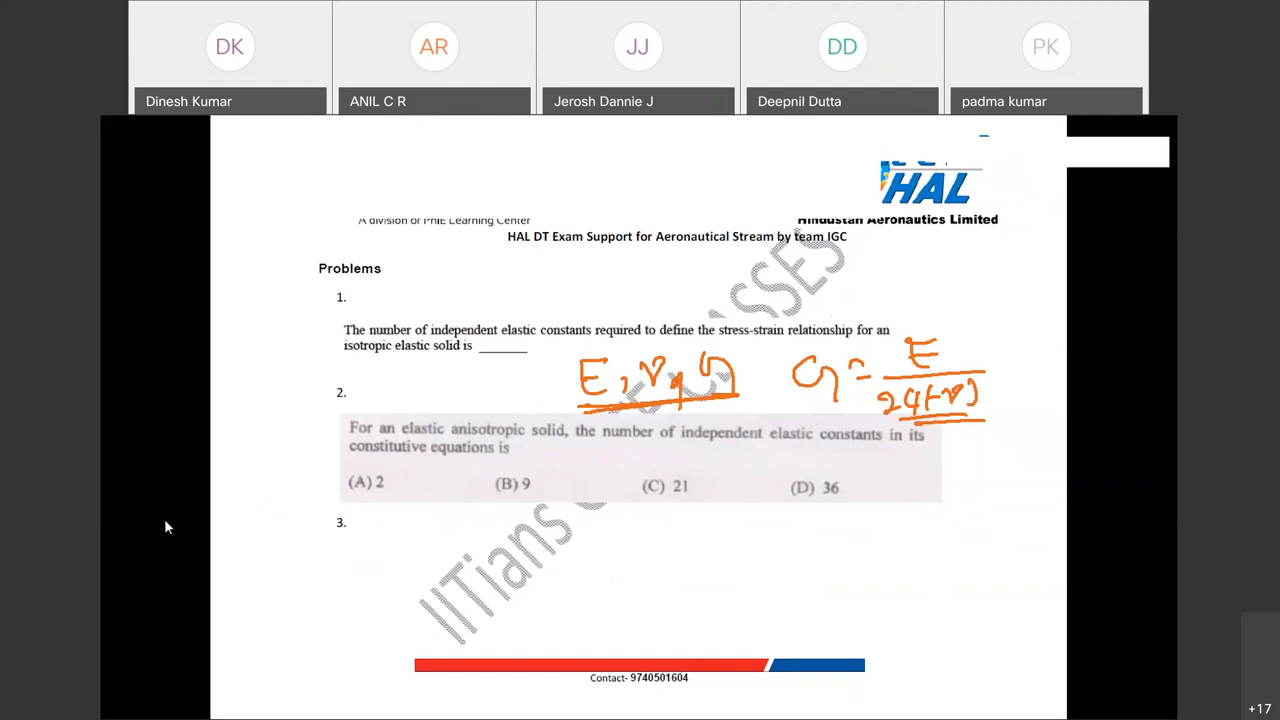 DK AR JJ DD PK
Dinesh Kumar ANIL C R Jerosh Dannie J Deepnil Dutta padma kumar
HAL
A division of PhIE Learning Center Hindustan Aeronautics Limited
HAL DT Exam Support for Aeronautical Stream by team IGC
Problems
1.
The number of independent elastic constants required to define the stress-strain relationship for an
isotropic elastic solid is ______
E, ν, G G = E
2.
For an elastic anisotropic solid, the number of independent elastic constants in its
constitutive equations is
(A) 2 (B) 9 (C) 21 (D) 36
3.
IITians
Contact- 9740501604
+17